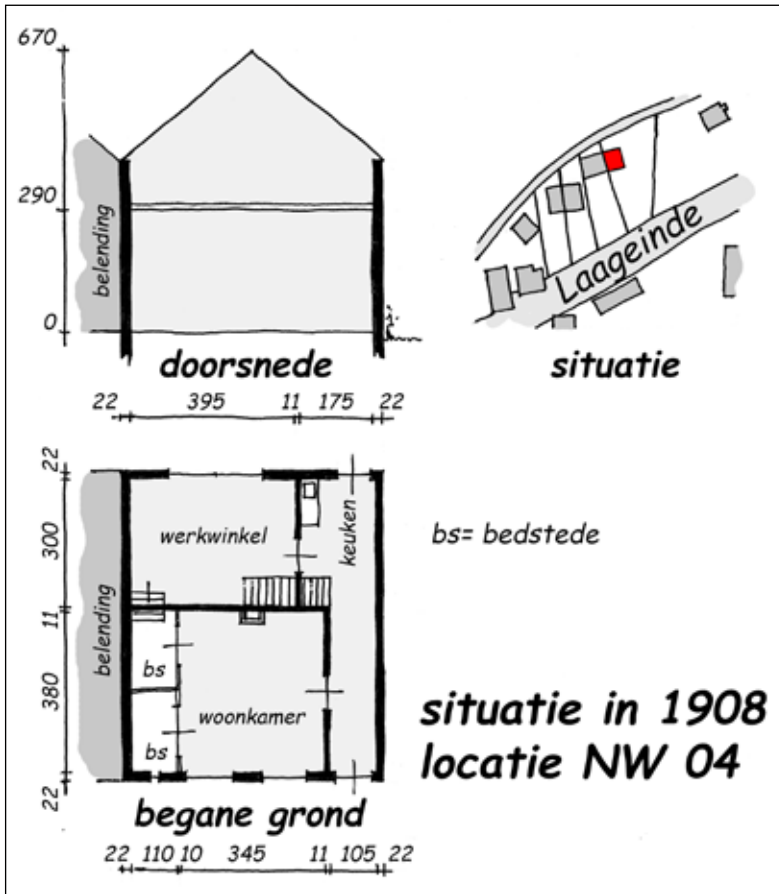 670
290
0
belending
doorsnede
22 395 11 175 22
Laageinde
situatie
22
300
11
380
22
belending
werkwinkel
keuken
bs
bs
woonkamer
begane grond
22 110 10 345 11 105 22
bs= bedstede
situatie in 1908
locatie NW 04